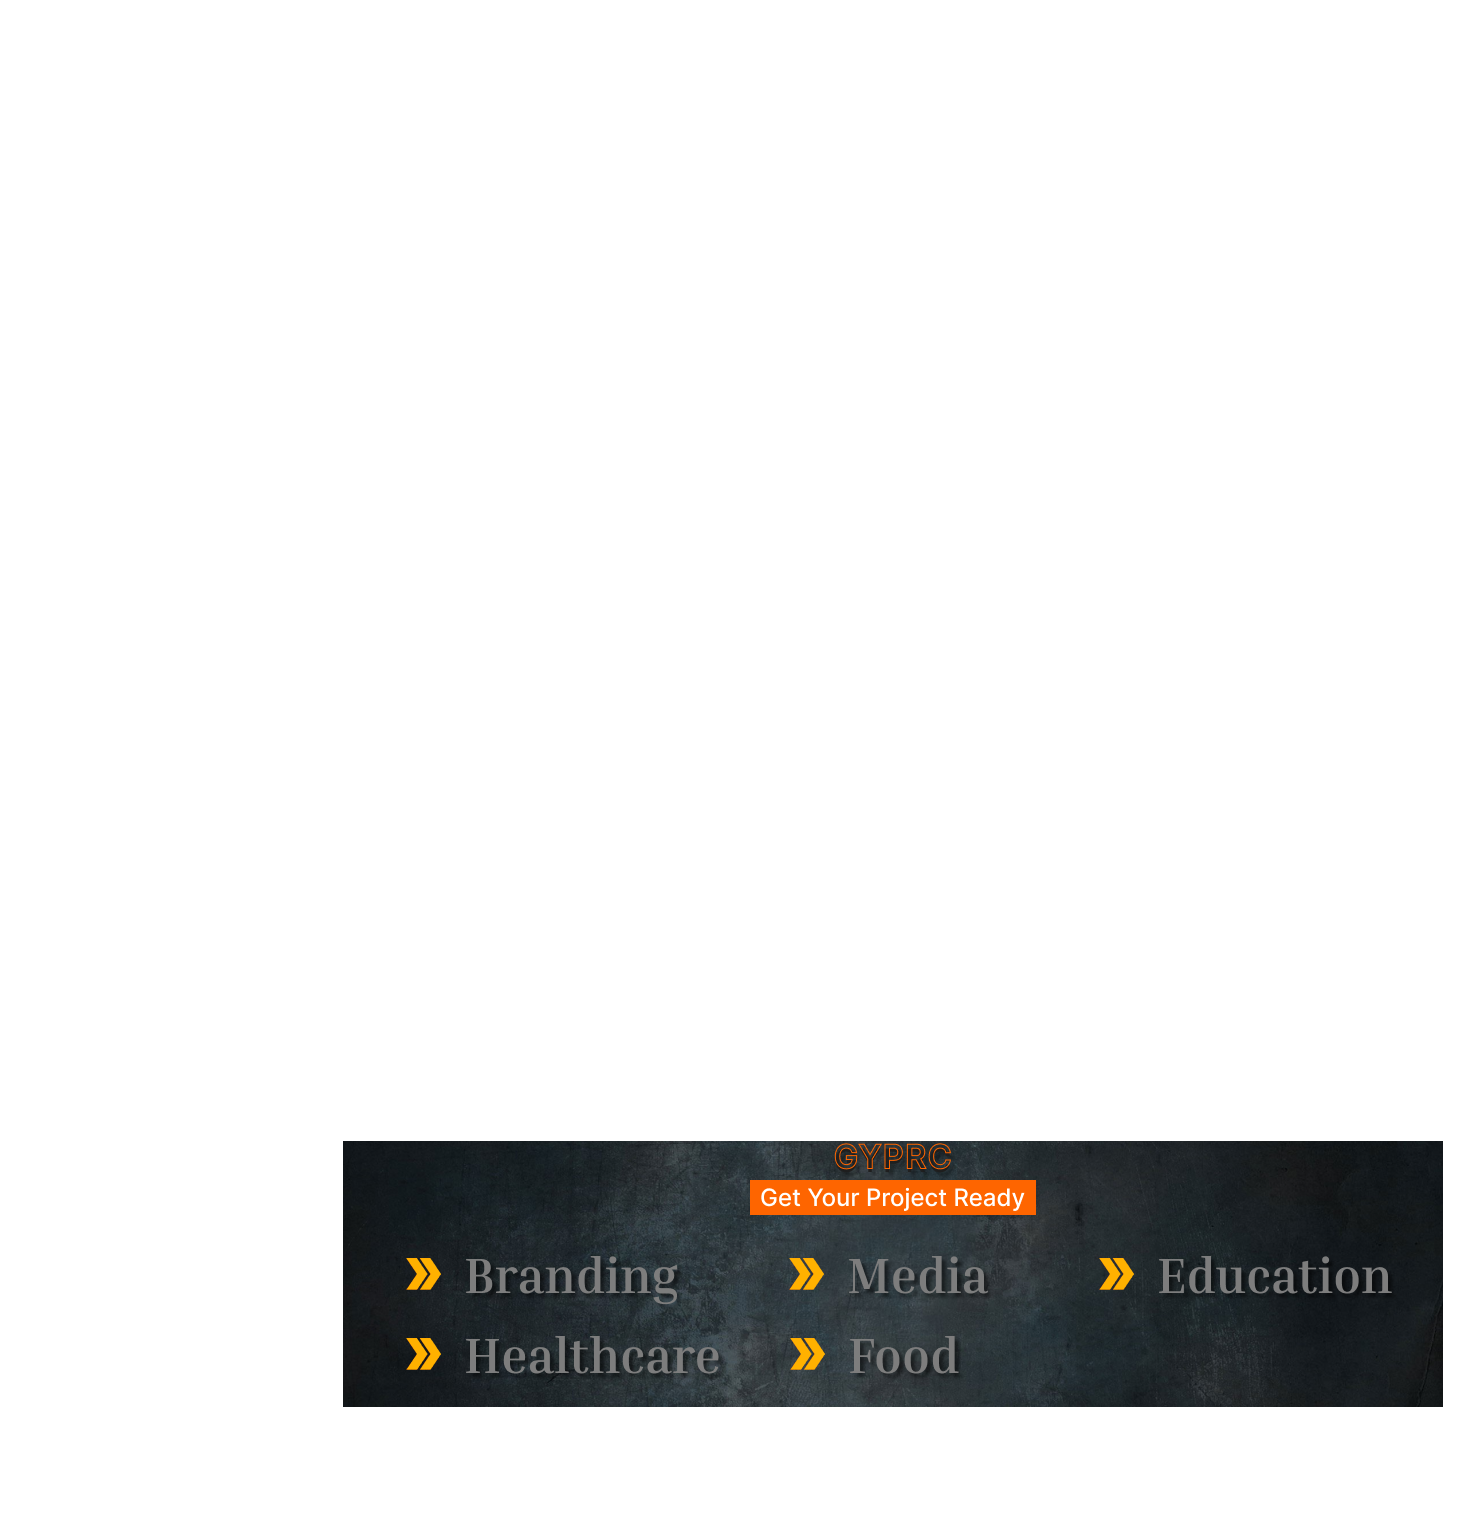 GYPRC
Get Your Project Ready
Branding
Media
Education
Healthcare
Food